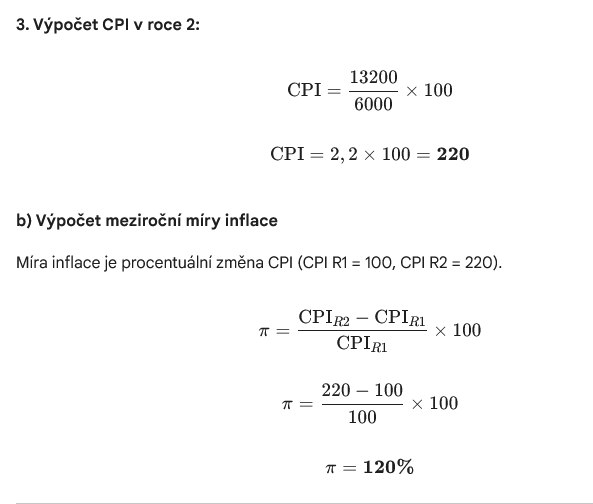 3. Výpočet CPI v roce 2:
CPI = 13200/6000 × 100
CPI = 2,2 × 100 = 220
b) Výpočet meziroční míry inflace
Míra inflace je procentuální změna CPI (CPI R1 = 100, CPI R2 = 220).
π = (CPI_R2 − CPI_R1)/CPI_R1 × 100
π = (220 − 100)/100 × 100
π = 120%